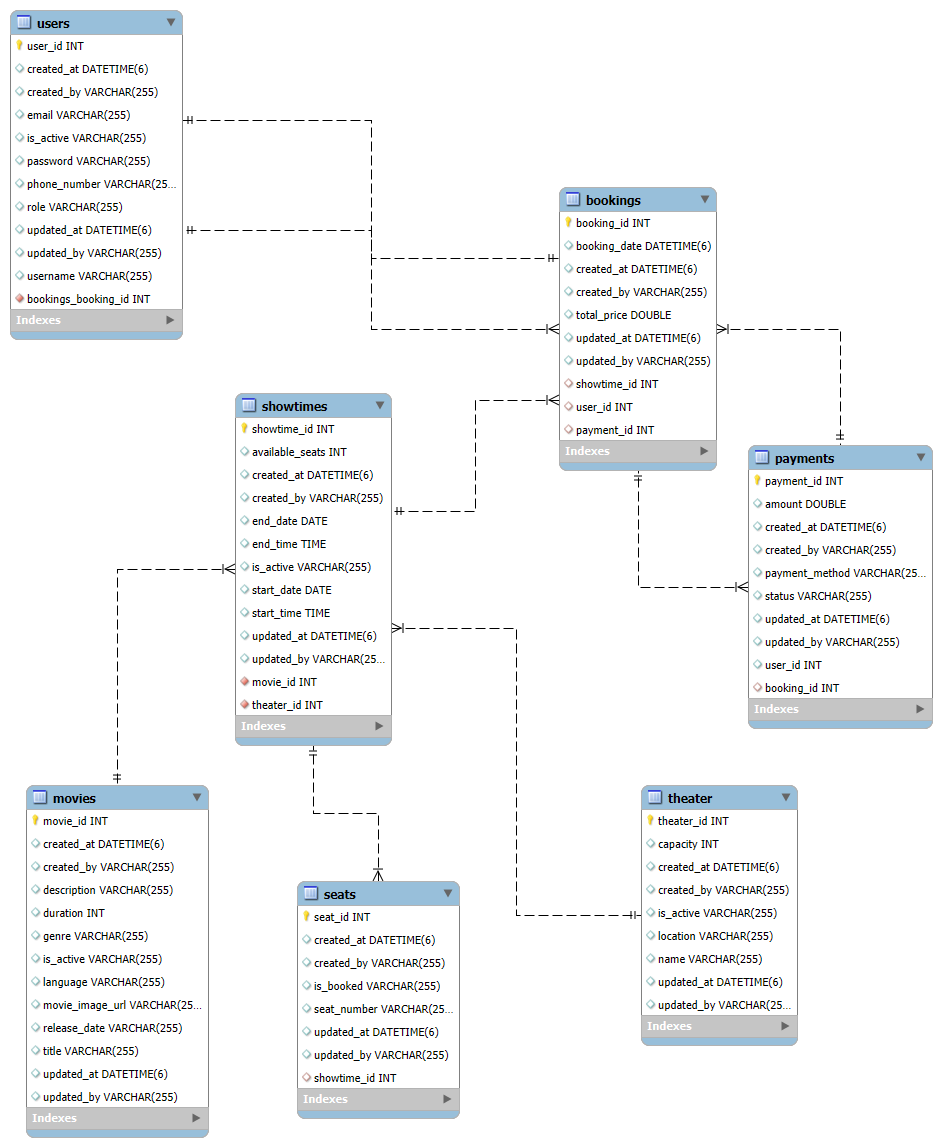 users
user_id INT
created_at DATETIME(6)
created_by VARCHAR(255)
email VARCHAR(255)
is_active VARCHAR(255)
password VARCHAR(255)
phone_number VARCHAR(25...
role VARCHAR(255)
updated_at DATETIME(6)
updated_by VARCHAR(255)
username VARCHAR(255)
bookings_booking_id INT
Indexes
bookings
booking_id INT
booking_date DATETIME(6)
created_at DATETIME(6)
created_by VARCHAR(255)
total_price DOUBLE
updated_at DATETIME(6)
updated_by VARCHAR(255)
showtime_id INT
user_id INT
payment_id INT
Indexes
showtimes
showtime_id INT
available_seats INT
created_at DATETIME(6)
created_by VARCHAR(255)
end_date DATE
end_time TIME
is_active VARCHAR(255)
start_date DATE
start_time TIME
updated_at DATETIME(6)
updated_by VARCHAR(25...
movie_id INT
theater_id INT
Indexes
payments
payment_id INT
amount DOUBLE
created_at DATETIME(6)
created_by VARCHAR(255)
payment_method VARCHAR(25...
status VARCHAR(255)
updated_at DATETIME(6)
updated_by VARCHAR(255)
user_id INT
booking_id INT
Indexes
movies
movie_id INT
created_at DATETIME(6)
created_by VARCHAR(255)
description VARCHAR(255)
duration INT
genre VARCHAR(255)
is_active VARCHAR(255)
language VARCHAR(255)
movie_image_url VARCHAR(25...
release_date VARCHAR(255)
title VARCHAR(255)
updated_at DATETIME(6)
updated_by VARCHAR(255)
Indexes
seats
seat_id INT
created_at DATETIME(6)
created_by VARCHAR(255)
is_booked VARCHAR(255)
seat_number VARCHAR(25...
updated_at DATETIME(6)
updated_by VARCHAR(255)
showtime_id INT
Indexes
theater
theater_id INT
capacity INT
created_at DATETIME(6)
created_by VARCHAR(255)
is_active VARCHAR(255)
location VARCHAR(255)
name VARCHAR(255)
updated_at DATETIME(6)
updated_by VARCHAR(25...
Indexes